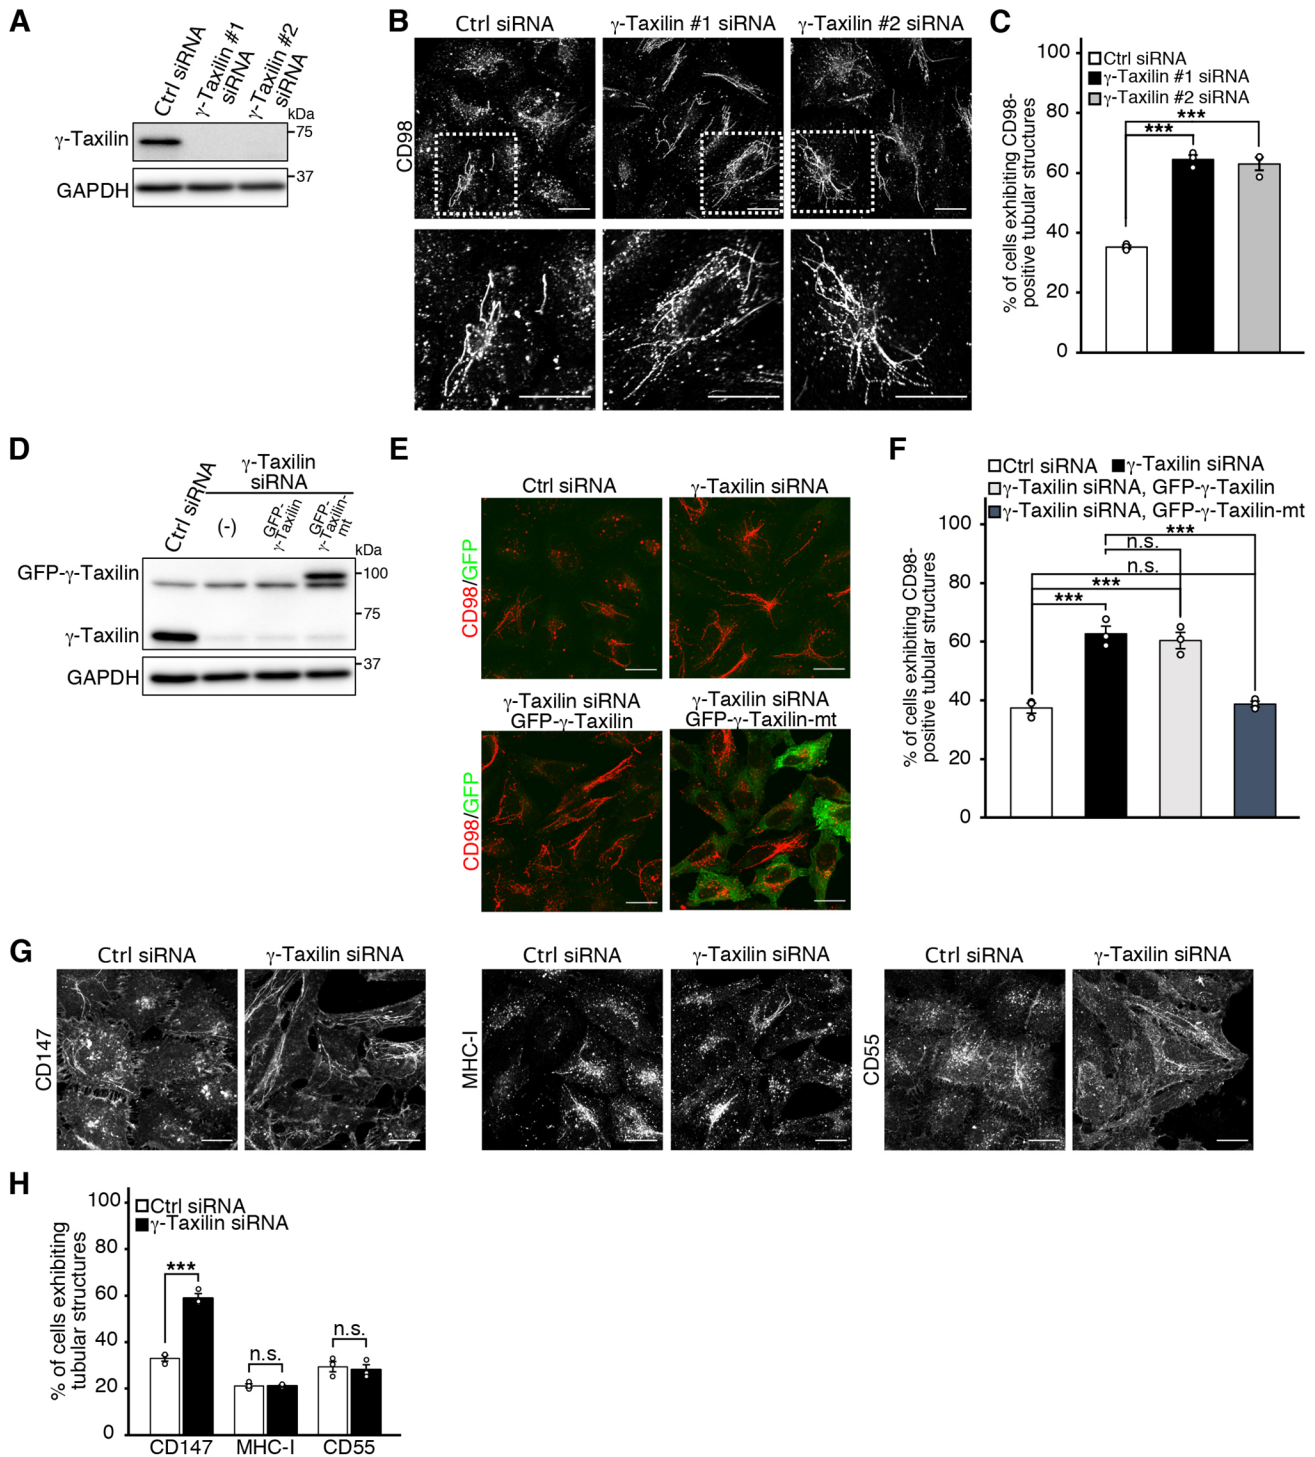 A
Ctrl siRNA
γ-Taxilin #1
siRNA
γ-Taxilin #2
siRNA
kDa
γ-Taxilin
75
GAPDH
37
B
Ctrl siRNA
γ-Taxilin #1 siRNA
γ-Taxilin #2 siRNA
CD98
C
Ctrl siRNA
γ-Taxilin #1 siRNA
γ-Taxilin #2 siRNA
% of cells exhibiting CD98-
positive tubular structures
100
80
60
40
20
0
***
***
D
γ-Taxilin
siRNA
Ctrl siRNA
(-)
GFP-
γ-Taxilin
GFP-
γ-Taxilin-
mt
kDa
GFP-γ-Taxilin
100
75
γ-Taxilin
GAPDH
37
E
Ctrl siRNA
γ-Taxilin siRNA
CD98/GFP
γ-Taxilin siRNA
GFP-γ-Taxilin
γ-Taxilin siRNA
GFP-γ-Taxilin-mt
CD98/GFP
F
Ctrl siRNA
γ-Taxilin siRNA
γ-Taxilin siRNA, GFP-γ-Taxilin
γ-Taxilin siRNA, GFP-γ-Taxilin-mt
% of cells exhibiting CD98-
positive tubular structures
100
80
60
40
20
0
***
n.s.
n.s.
***
***
G
Ctrl siRNA
γ-Taxilin siRNA
CD147
Ctrl siRNA
γ-Taxilin siRNA
MHC-I
Ctrl siRNA
γ-Taxilin siRNA
CD55
H
Ctrl siRNA
γ-Taxilin siRNA
% of cells exhibiting
tubular structures
100
80
60
40
20
0
***
n.s.
n.s.
CD147
MHC-I
CD55